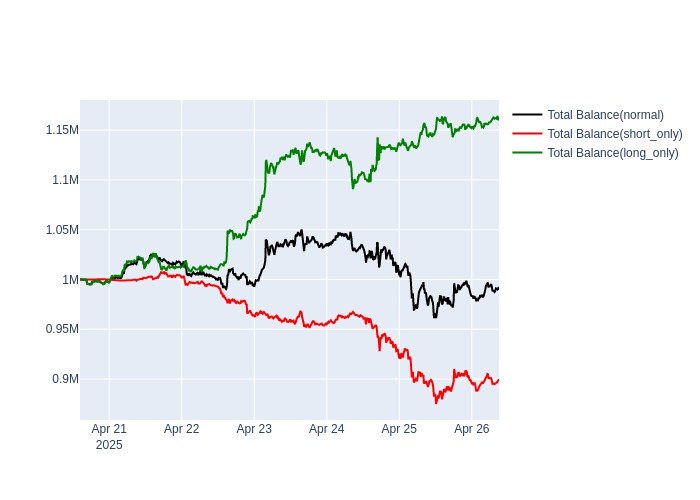 Total Balance(normal)
Total Balance(short_only)
Total Balance(long_only)
1.15M
1.1M
1.05M
1M
0.95M
0.9M
Apr 21
2025
Apr 22
Apr 23
Apr 24
Apr 25
Apr 26